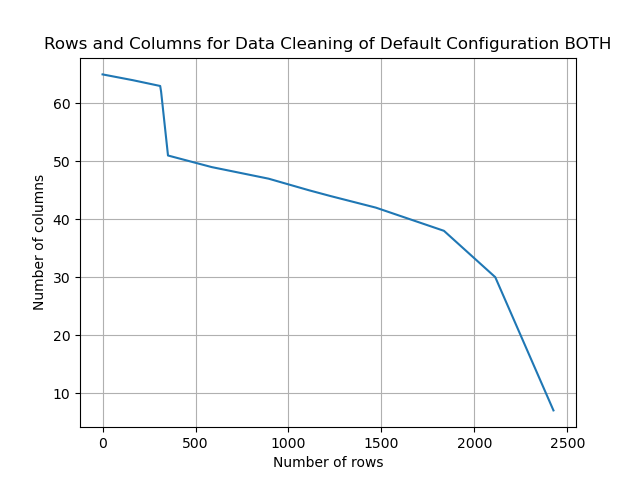 Rows and Columns for Data Cleaning of Default Configuration BOTH
60
50
40
30
20
10
Number of columns
0 500 1000 1500 2000 2500
Number of rows